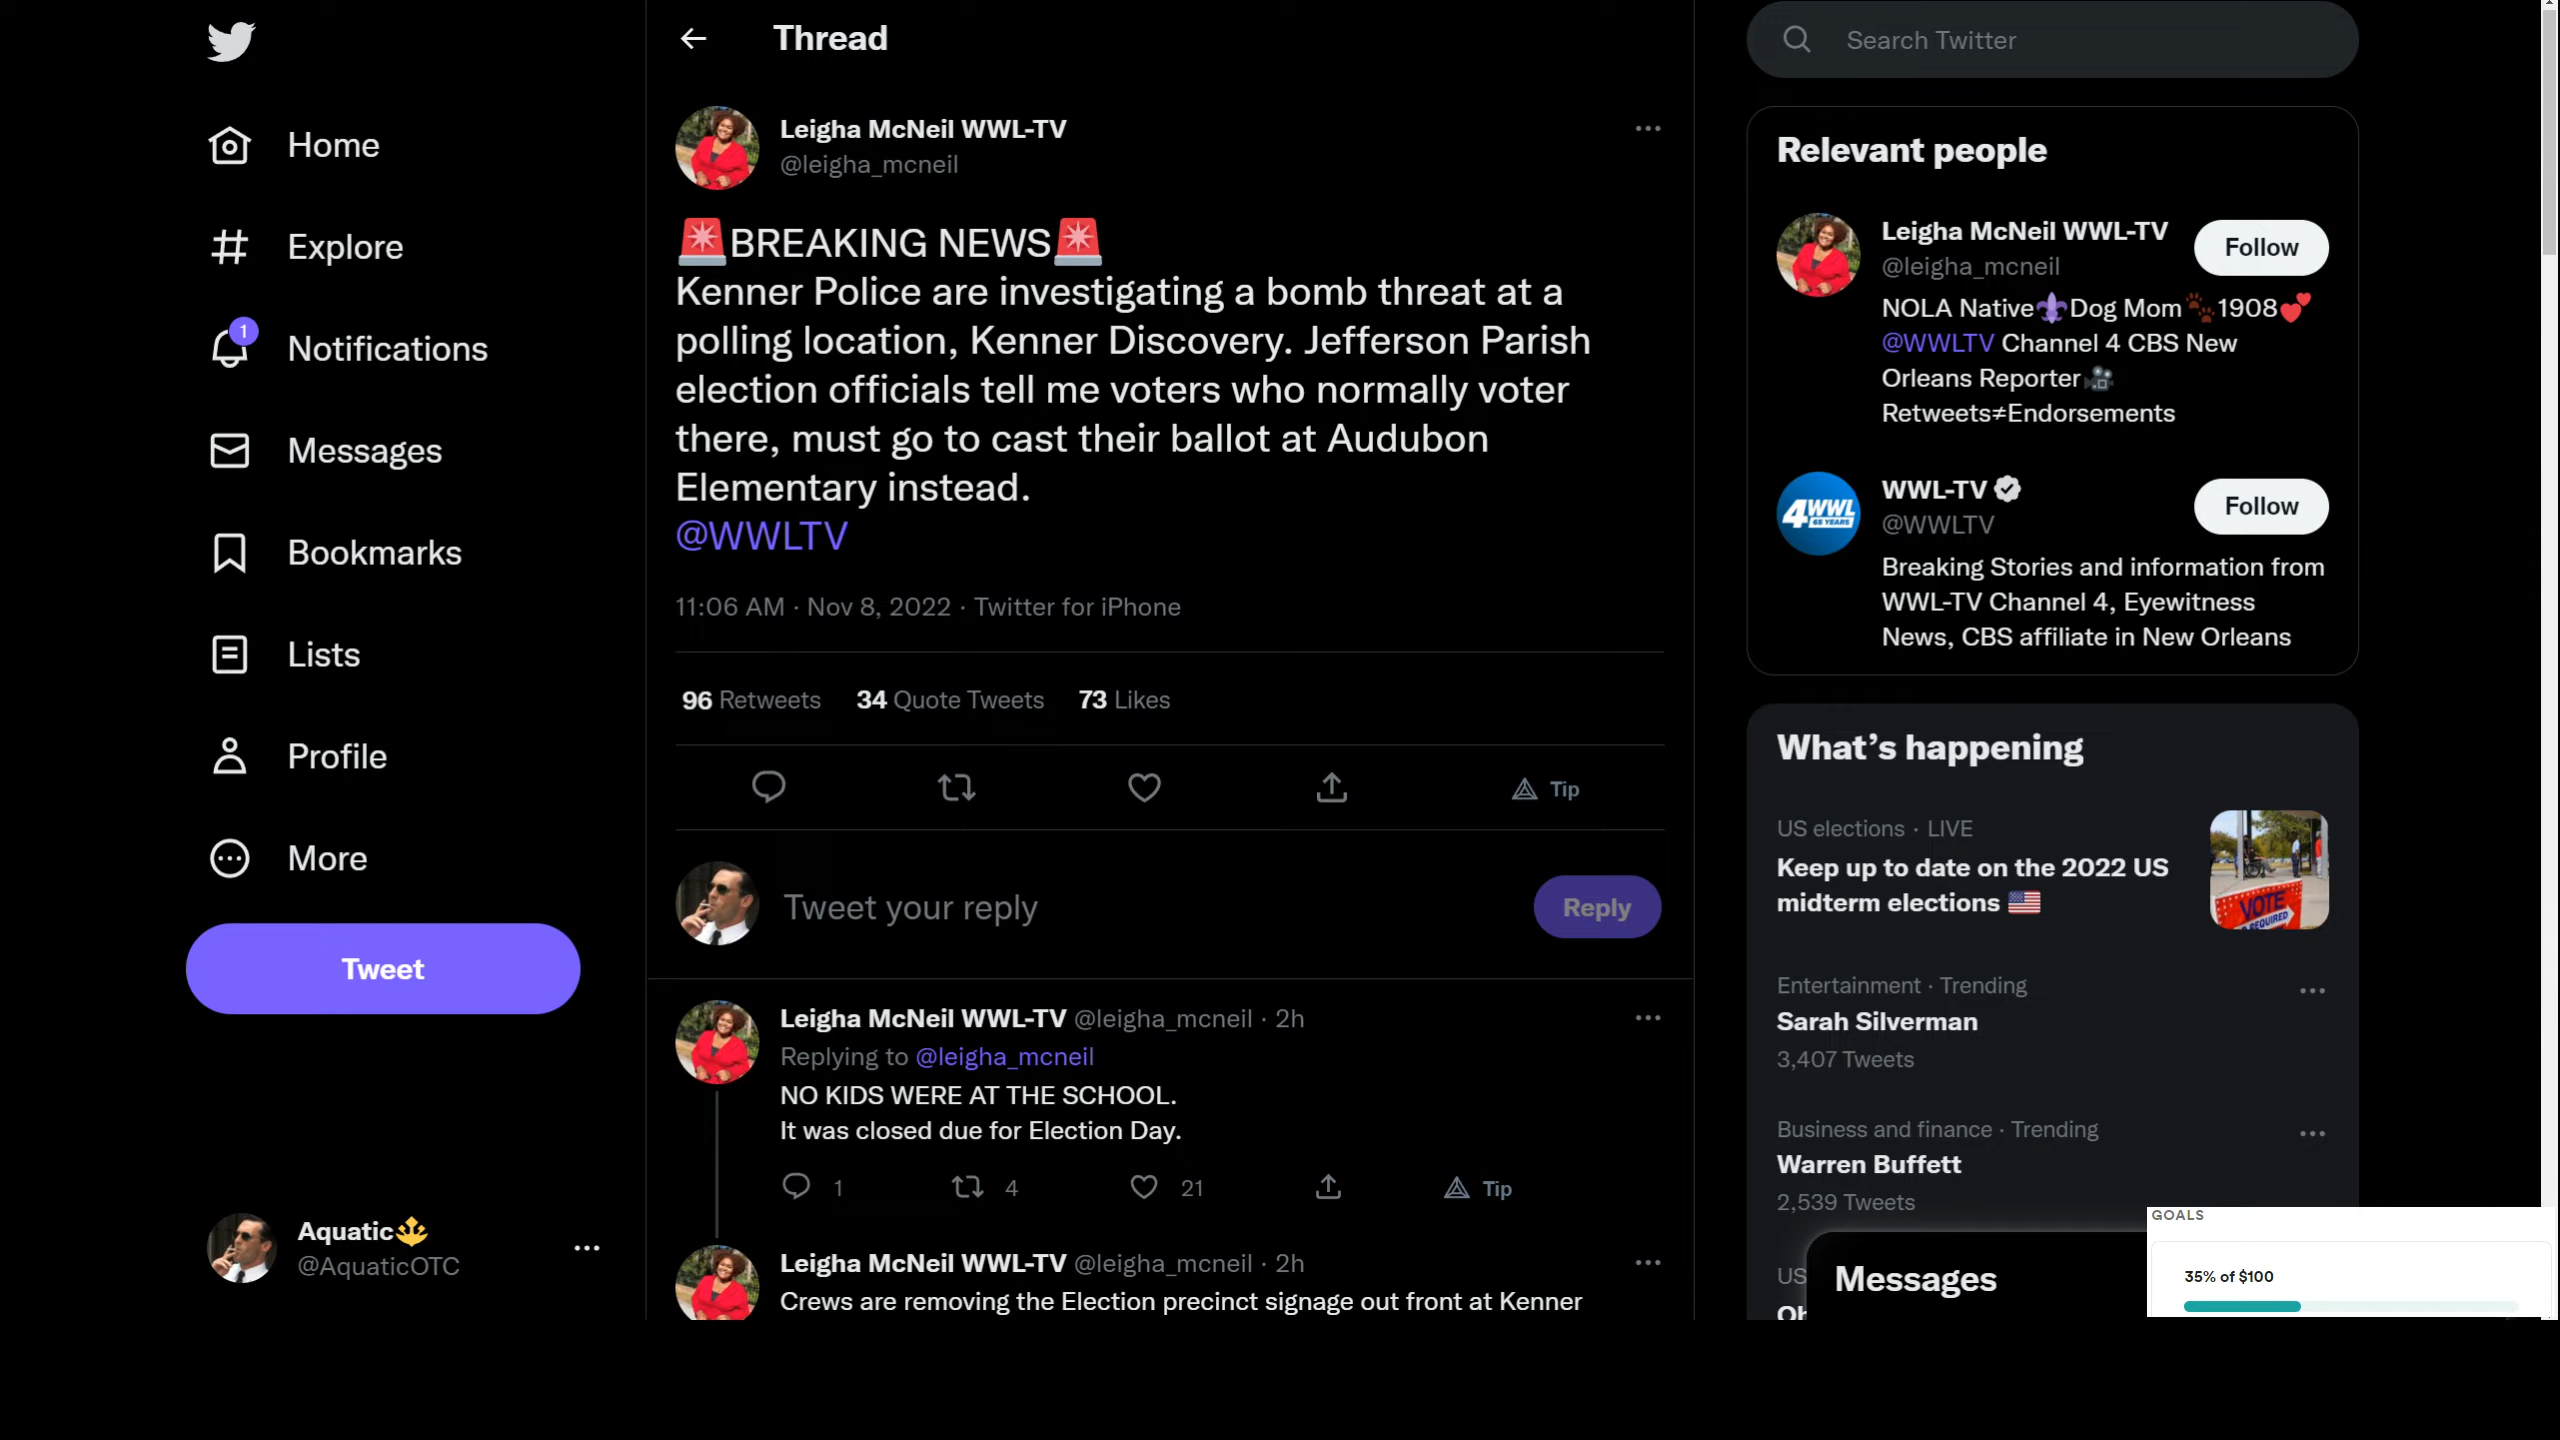 Home
Explore
1
Notifications
Messages
Bookmarks
Lists
Profile
More
Tweet
Aquatic
@AquaticOTC
Thread
Leigha McNeil WWL-TV
@leigha_mcneil
🚨BREAKING NEWS🚨
Kenner Police are investigating a bomb threat at a
polling location, Kenner Discovery. Jefferson Parish
election officials tell me voters who normally voter
there, must go to cast their ballot at Audubon
Elementary instead.
@WWLTV
11:06 AM · Nov 8, 2022 · Twitter for iPhone
96 Retweets 34 Quote Tweets 73 Likes
Tip
Tweet your reply
Reply
Leigha McNeil WWL-TV @leigha_mcneil · 2h
Replying to @leigha_mcneil
NO KIDS WERE AT THE SCHOOL.
It was closed due for Election Day.
1 4 21 Tip
Leigha McNeil WWL-TV @leigha_mcneil · 2h
Crews are removing the Election precinct signage out front at Kenner
Search Twitter
Relevant people
Leigha McNeil WWL-TV
@leigha_mcneil
Follow
NOLA Native⚜Dog Mom🐾1908💕
@WWLTV Channel 4 CBS New
Orleans Reporter🎥
Retweets≠Endorsements
4WWL
65 YEARS
WWL-TV
@WWLTV
Follow
Breaking Stories and information from
WWL-TV Channel 4, Eyewitness
News, CBS affiliate in New Orleans
What's happening
US elections · LIVE
Keep up to date on the 2022 US
midterm elections 🇺🇸
VOTE
Entertainment · Trending
Sarah Silverman
3,407 Tweets
Business and finance · Trending
Warren Buffett
2,539 Tweets
US
Messages
GOALS
35% of $100